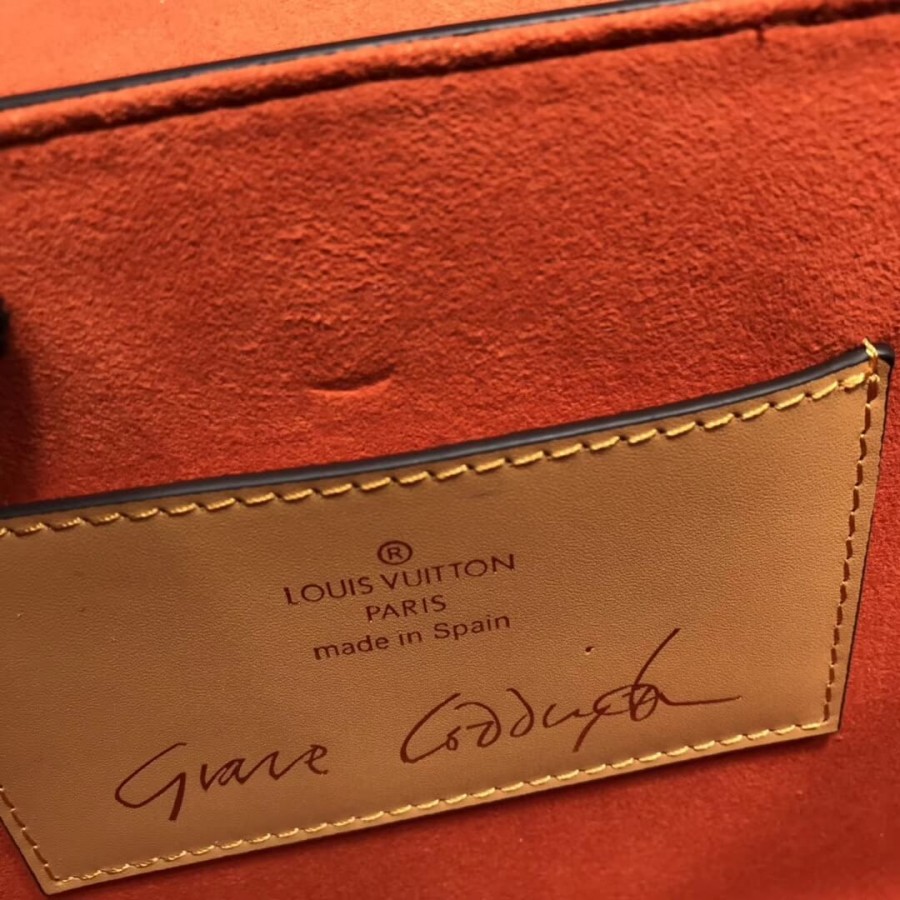 ®
LOUIS VUITTON
PARIS
made in Spain
Grace Coddington